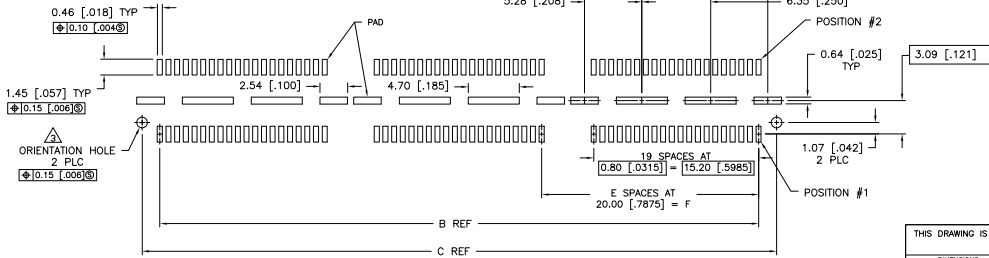 5.28 [.208]
6.35 [.250]
0.46 [.018] TYP
⌖ 0.10 [.004Ⓢ
PAD
POSITION #2
0.64 [.025]
TYP
3.09 [.121]
2.54 [.100]
4.70 [.185]
1.45 [.057] TYP
⌖ 0.15 [.006]Ⓢ
3
ORIENTATION HOLE
2 PLC
⌖ 0.15 [.006]Ⓢ
1.07 [.042]
2 PLC
19 SPACES AT
0.80 [.0315] = 15.20 [.5985]
POSITION #1
E SPACES AT
20.00 [.7875] = F
B REF
C REF
THIS DRAWING IS